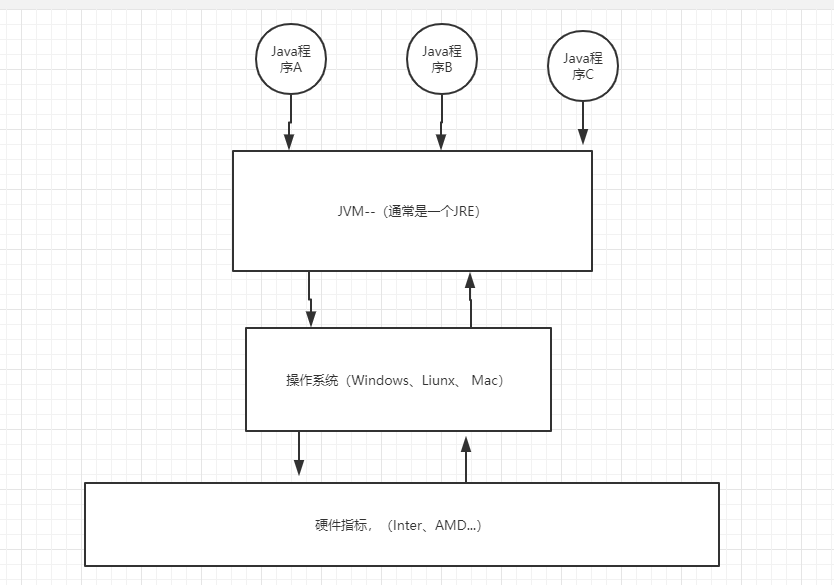 Java程
序A
Java程
序B
Java程
序C
JVM--（通常是一个JRE）
操作系统（Windows、Liunx、 Mac）
硬件指标，（Inter、AMD...）